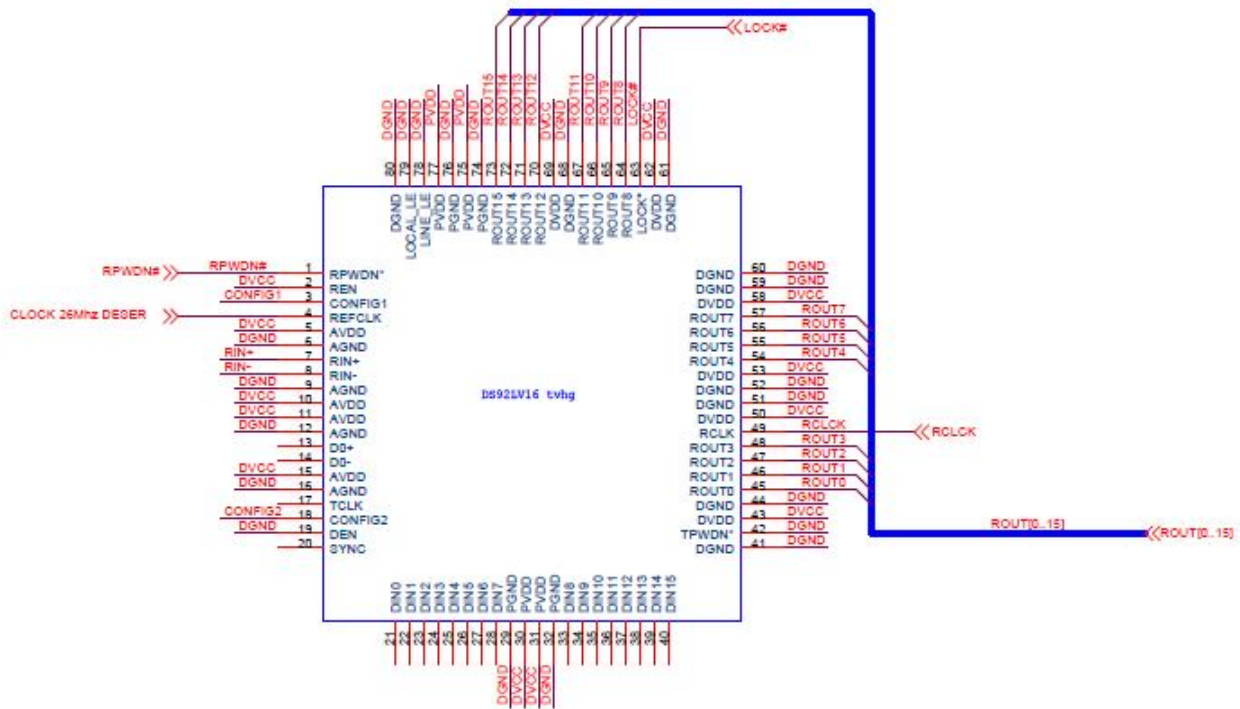 LOCK#
ROUT15 ROUT14 ROUT13 ROUT12 ROUT11 ROUT10 ROUT9 ROUT8 LOCK#
DGND DGND DGND PVDD DGND PVDD DGND DVCC DGND DVCC DGND
80 79 78 77 76 75 74 73 72 71 70 69 68 67 66 65 64 63 62 61
DGND LOCAL_LE LINE_LE PVDD PGND PVDD PGND ROUT15 ROUT14 ROUT13 ROUT12 DVDD DGND ROUT11 ROUT10 ROUT9 ROUT8 LOCK* DVDD DGND
RPWDN# RPWDN# 1 RPWDN*
DVCC 2 REN
CONFIG1 3 CONFIG1
CLOCK 26Mhz DESER 4 REFCLK
DVCC 5 AVDD
DGND 6 AGND
RIN+ 7 RIN+
RIN- 8 RIN-
DGND 9 AGND
DVCC 10 AVDD
DVCC 11 AVDD
DGND 12 AGND
13 D0+
14 D0-
DVCC 15 AVDD
DGND 16 AGND
17 TCLK
CONFIG2 18 CONFIG2
DGND 19 DEN
20 SYNC
DS92LV16 tvhg
DGND 60 DGND
DGND 59 DGND
DVDD 58 DVCC
ROUT7 57 ROUT7
ROUT6 56 ROUT6
ROUT5 55 ROUT5
ROUT4 54 ROUT4
DVDD 53 DVCC
DGND 52 DGND
DGND 51 DGND
DVDD 50 DVCC
RCLK 49 RCLCK RCLCK
ROUT3 48 ROUT3
ROUT2 47 ROUT2
ROUT1 46 ROUT1
ROUT0 45 ROUT0
DGND 44 DGND
DVDD 43 DVCC
TPWDN* 42 DGND
DGND 41 DGND
ROUT[0..15] ROUT[0..15]
DIN0 DIN1 DIN2 DIN3 DIN4 DIN5 DIN6 DIN7 PGND PVDD PVDD PGND DIN8 DIN9 DIN10 DIN11 DIN12 DIN13 DIN14 DIN15
21 22 23 24 25 26 27 28 29 30 31 32 33 34 35 36 37 38 39 40
DGND DVCC DVCC DGND